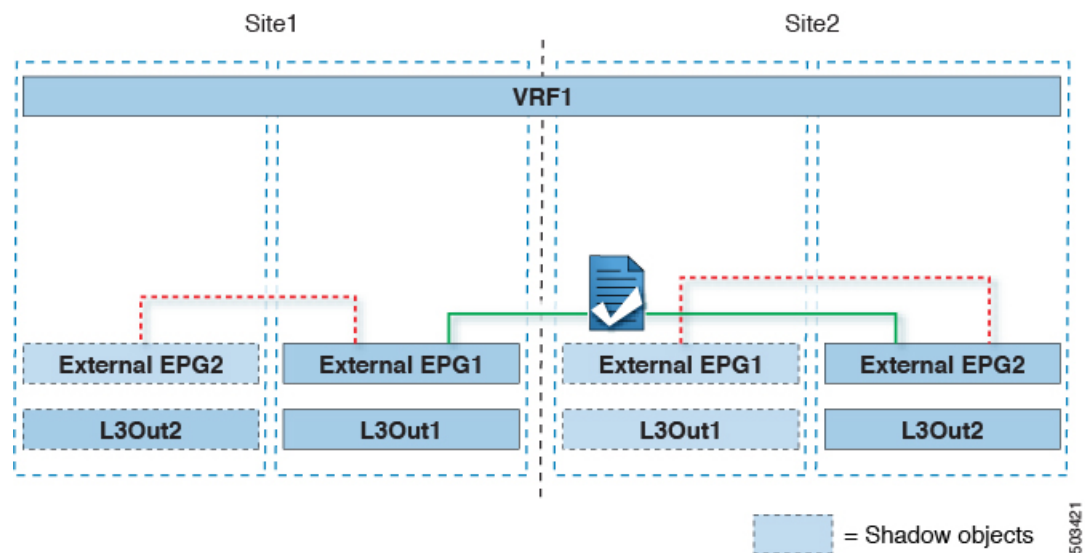 Site1
Site2
VRF1
External EPG2
External EPG1
External EPG1
External EPG2
L3Out2
L3Out1
L3Out1
L3Out2
= Shadow objects
503421